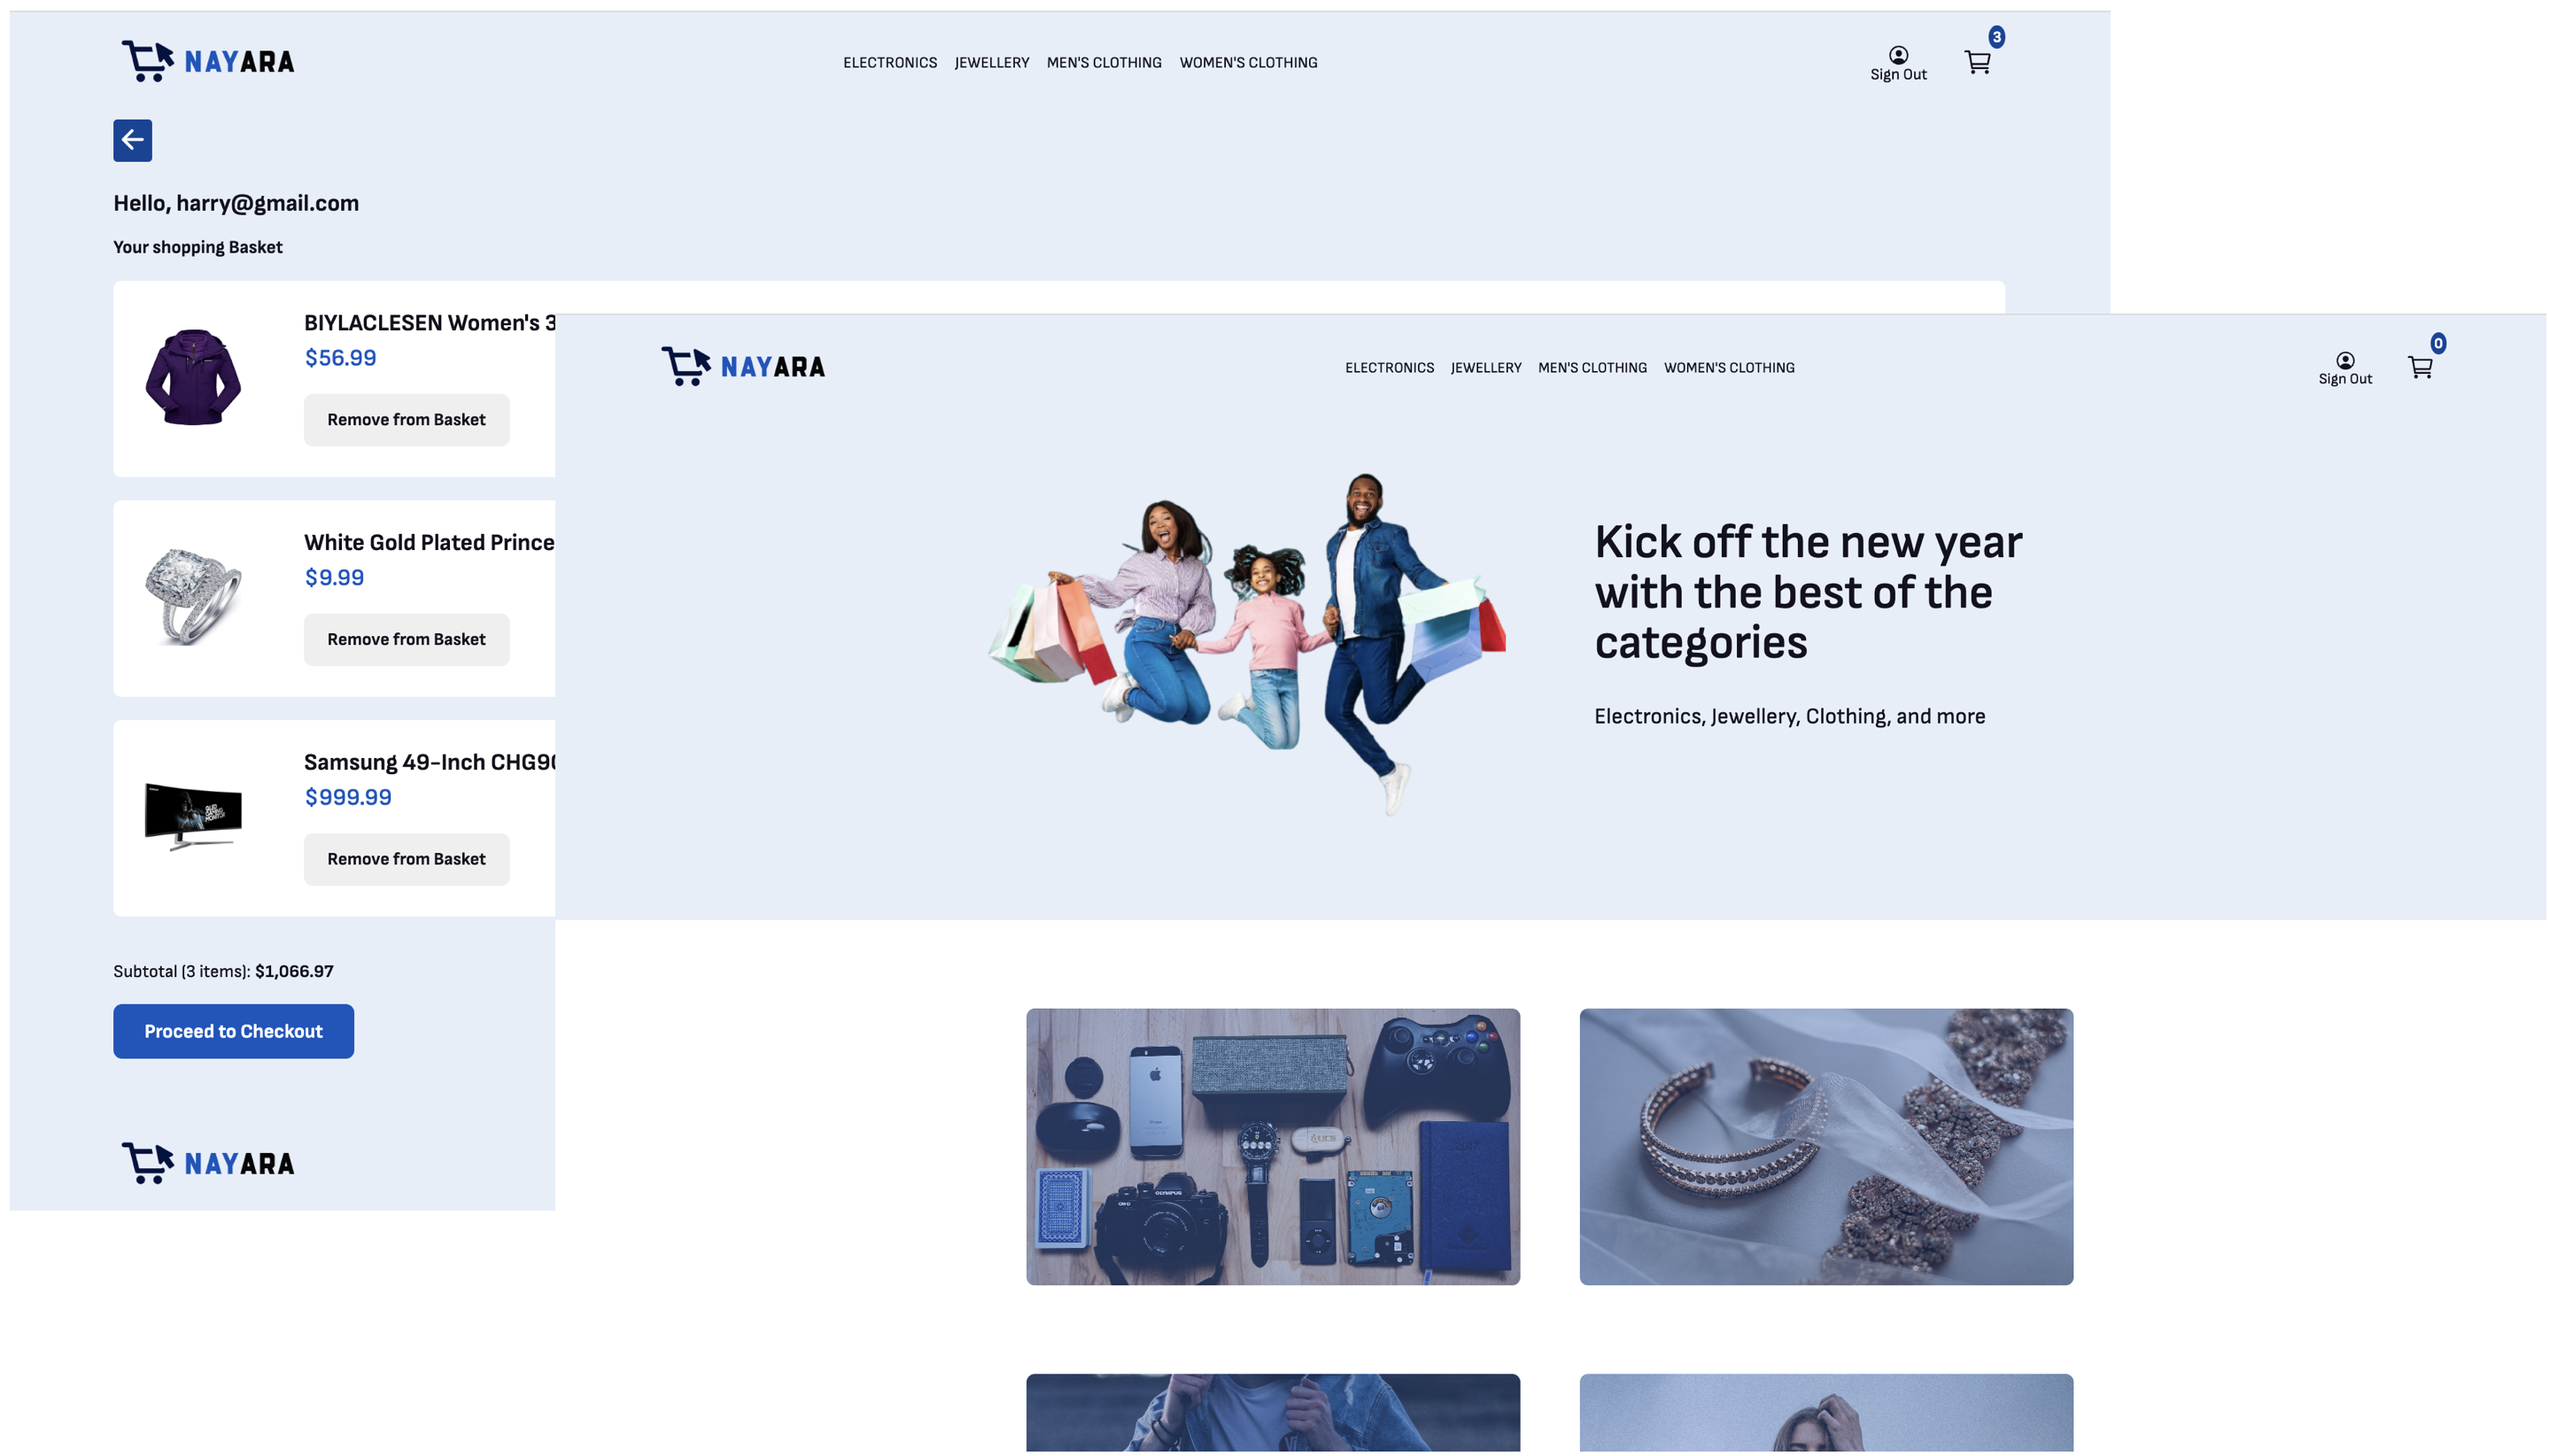 NAYARA
ELECTRONICS JEWELLERY MEN'S CLOTHING WOMEN'S CLOTHING
Sign Out
3
Hello, harry@gmail.com
Your shopping Basket
BIYLACLESEN Women's 3
$56.99
Remove from Basket
White Gold Plated Prince
$9.99
Remove from Basket
Samsung 49-Inch CHG90
$999.99
Remove from Basket
Subtotal (3 items): $1,066.97
Proceed to Checkout
NAYARA
NAYARA
ELECTRONICS JEWELLERY MEN'S CLOTHING WOMEN'S CLOTHING
Sign Out
0
Kick off the new year
with the best of the
categories
Electronics, Jewellery, Clothing, and more
OLYMPUS